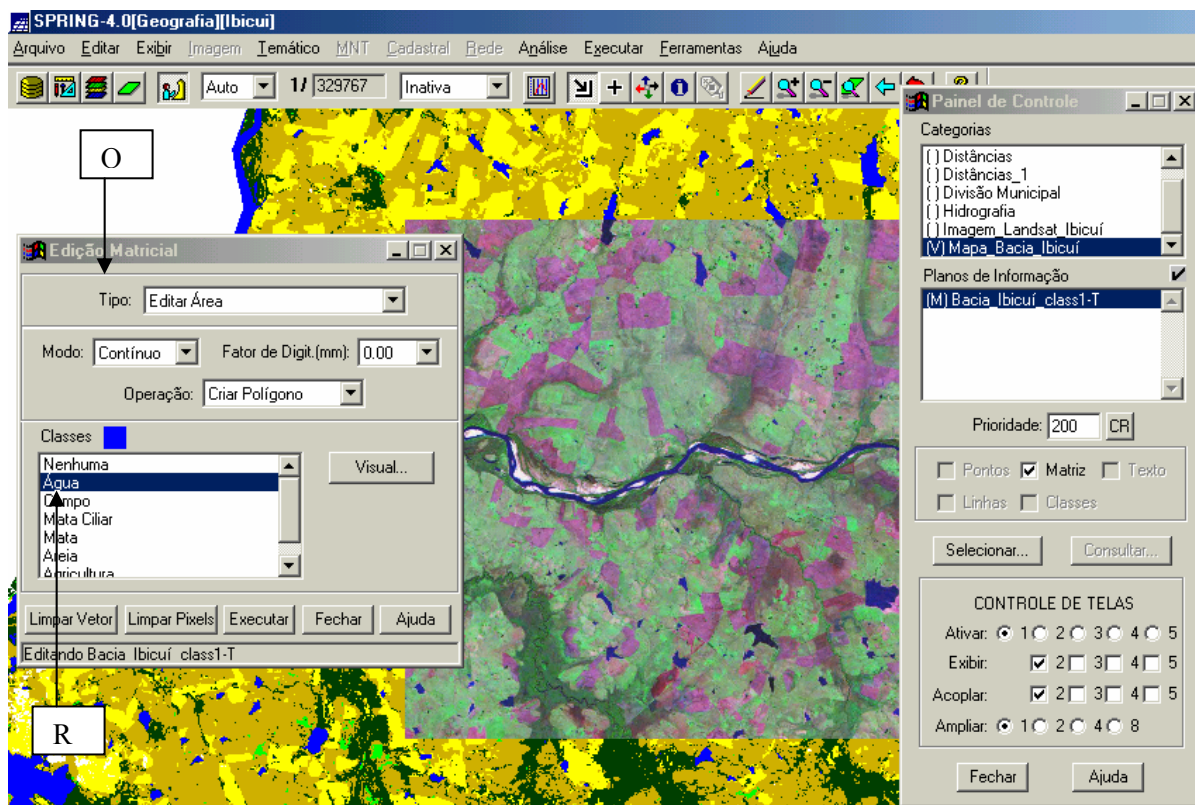 SPRING-4.0[Geografia][Ibicui]
Arquivo Editar Exibir Imagem Temático MNT Cadastral Rede Análise Executar Ferramentas Ajuda
Auto 1/ 329767 Inativa
O
Edição Matricial
Tipo: Editar Área
Modo: Contínuo Fator de Digit.(mm): 0.00
Operação: Criar Polígono
Classes
Nenhuma
Água
Campo
Mata Ciliar
Mata
Areia
Agricultura
Visual...
Limpar Vetor Limpar Pixels Executar Fechar Ajuda
Editando Bacia_Ibicuí_class1-T
R
Painel de Controle
Categorias
( ) Distâncias
( ) Distâncias_1
( ) Divisão Municipal
( ) Hidrografia
( ) Imagem_Landsat_Ibicuí
(V) Mapa_Bacia_Ibicuí
Planos de Informação
(M) Bacia_Ibicuí_class1-T
Prioridade: 200 CR
Pontos Matriz Texto
Linhas Classes
Selecionar... Consultar...
CONTROLE DE TELAS
Ativar: 1 2 3 4 5
Exibir: 2 3 4 5
Acoplar: 2 3 4 5
Ampliar: 1 2 4 8
Fechar Ajuda